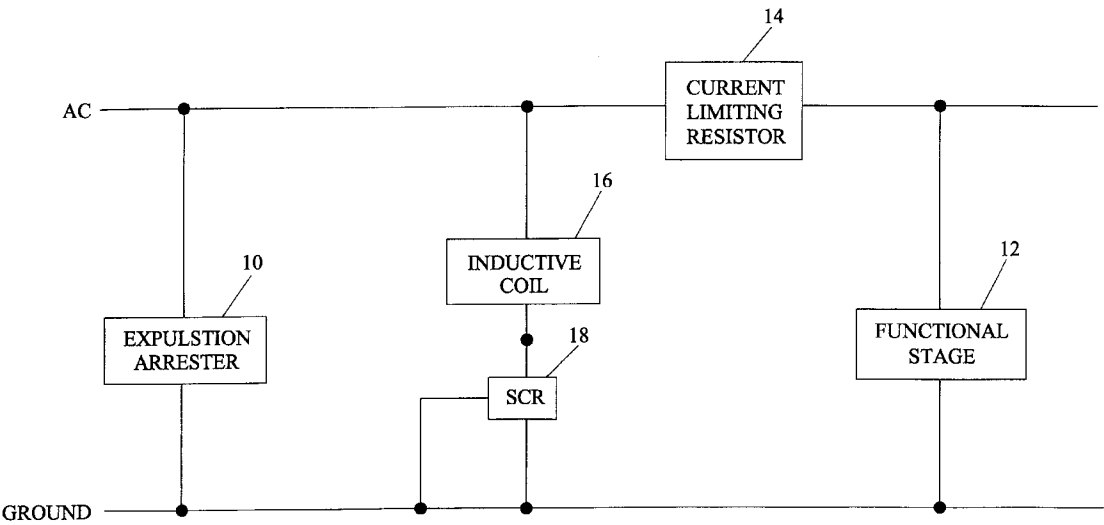 14
CURRENT
LIMITING
RESISTOR
AC
16
INDUCTIVE
COIL
10
12
EXPULSTION
ARRESTER
18
FUNCTIONAL
STAGE
SCR
GROUND